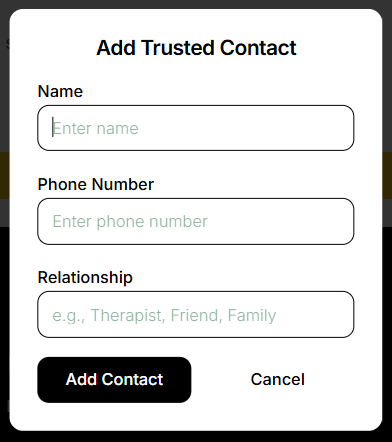 Add Trusted Contact
Name
Enter name
Phone Number
Enter phone number
Relationship
e.g., Therapist, Friend, Family
Add Contact
Cancel